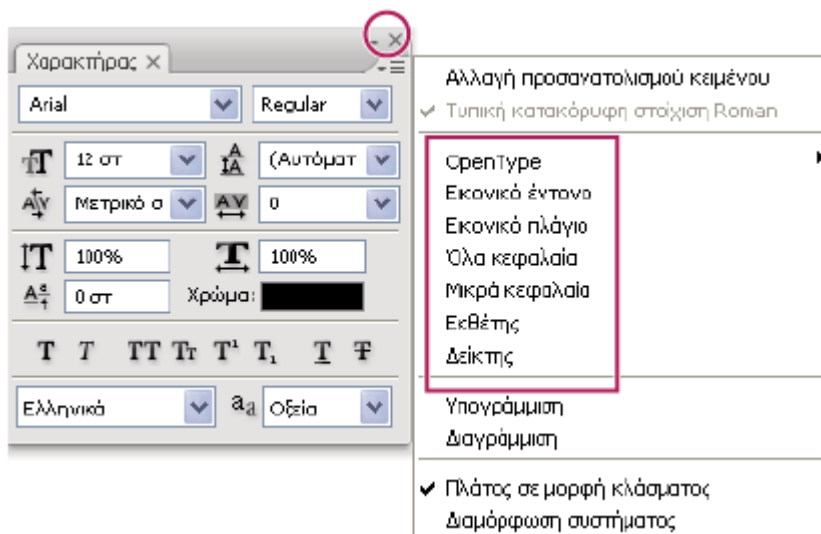 Χαρακτήρας
Arial Regular
12 στ (Αυτόματ
Μετρικό σ 0
100% 100%
0 στ Χρώμα:
T T TT Tт T¹ T₁ T T
Ελληνικά aa Οξεία
Αλλαγή προσανατολισμού κειμένου
Τυπική κατακόρυφη στοίχιση Roman
OpenType
Εικονικό έντονο
Εικονικό πλάγιο
Όλα κεφαλαία
Μικρά κεφαλαία
Εκθέτης
Δείκτης
Υπογράμμιση
Διαγράμμιση
Πλάτος σε μορφή κλάσματος
Διαμόρφωση συστήματος